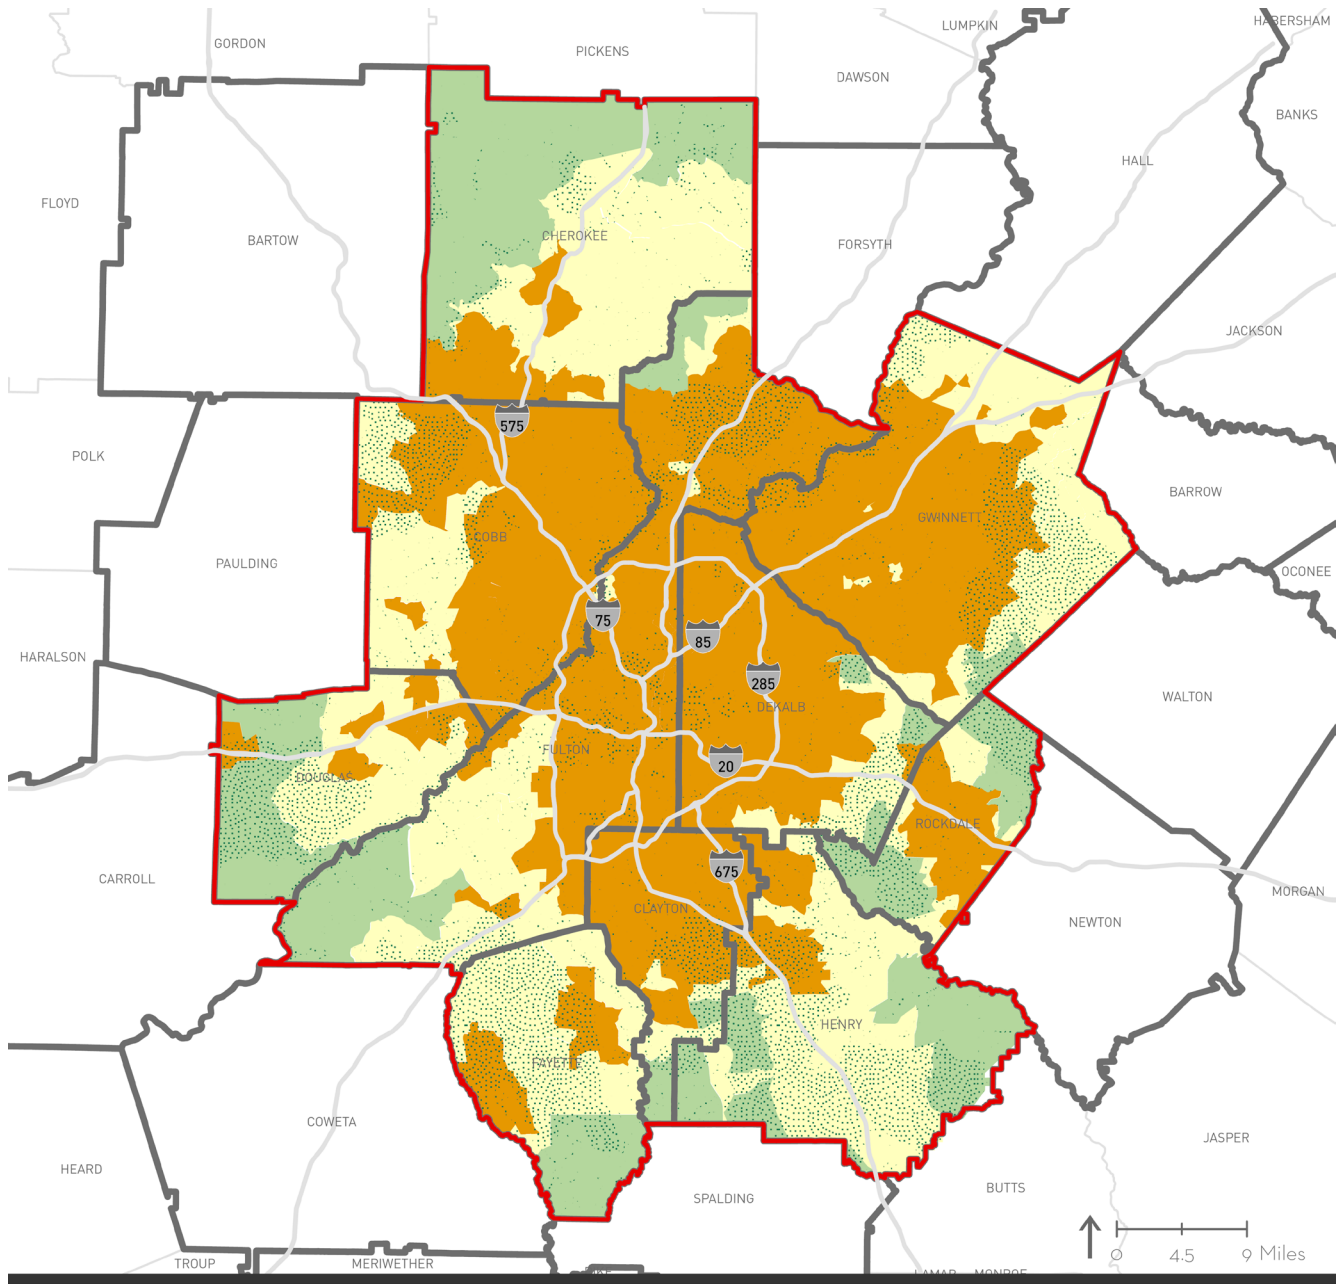 HABERSHAM
LUMPKIN
GORDON
PICKENS
DAWSON
BANKS
HALL
FLOYD
CHEROKEE
BARTOW
FORSYTH
JACKSON
575
POLK
BARROW
GWINNETT
COBB
PAULDING
OCONEE
75
85
HARALSON
285
WALTON
DEKALB
FULTON
20
DOUGLAS
ROCKDALE
675
CARROLL
MORGAN
CLAYTON
NEWTON
HENRY
FAYETTE
COWETA
JASPER
HEARD
BUTTS
SPALDING
0 4.5 9 Miles
TROUP
MERIWETHER
LAMAR
MONROE